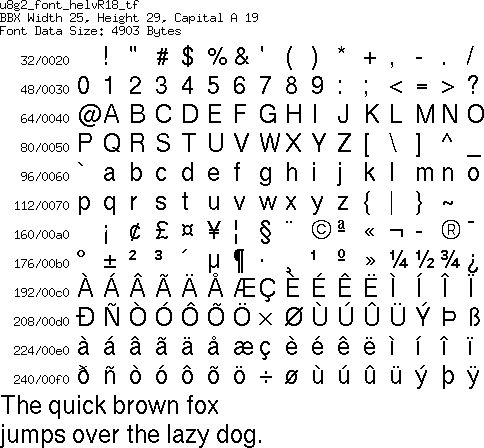 u8g2_font_helvR18_tf
BBX Width 25, Height 29, Capital A 19
Font Data Size: 4903 Bytes
32/0020 ! " # $ % & ' ( ) * + , - . /
48/0030 0 1 2 3 4 5 6 7 8 9 : ; < = > ?
64/0040 @ A B C D E F G H I J K L M N O
80/0050 P Q R S T U V W X Y Z [ \ ] ^ _
96/0060 ` a b c d e f g h i j k l m n o
112/0070 p q r s t u v w x y z { | } ~
160/00a0 ¡ ¢ £ ¤ ¥ ¦ § ¨ © ª « ¬ - ® ¯
176/00b0 ° ± ² ³ ´ µ ¶ · ¸ ¹ º » ¼ ½ ¾ ¿
192/00c0 À Á Â Ã Ä Å Æ Ç È É Ê Ë Ì Í Î Ï
208/00d0 Ð Ñ Ò Ó Ô Õ Ö × Ø Ù Ú Û Ü Ý Þ ß
224/00e0 à á â ã ä å æ ç è é ê ë ì í î ï
240/00f0 ð ñ ò ó ô õ ö ÷ ø ù ú û ü ý þ ÿ
The quick brown fox
jumps over the lazy dog.